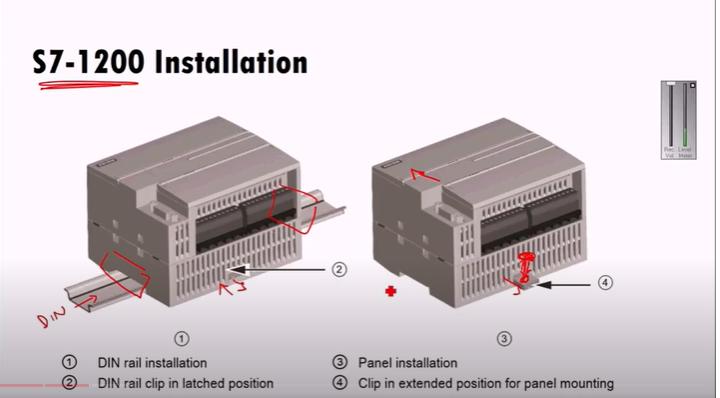 S7-1200 Installation
Rec Level
Vol Meter
②
④
DIN
① ③
① DIN rail installation ③ Panel installation
② DIN rail clip in latched position ④ Clip in extended position for panel mounting